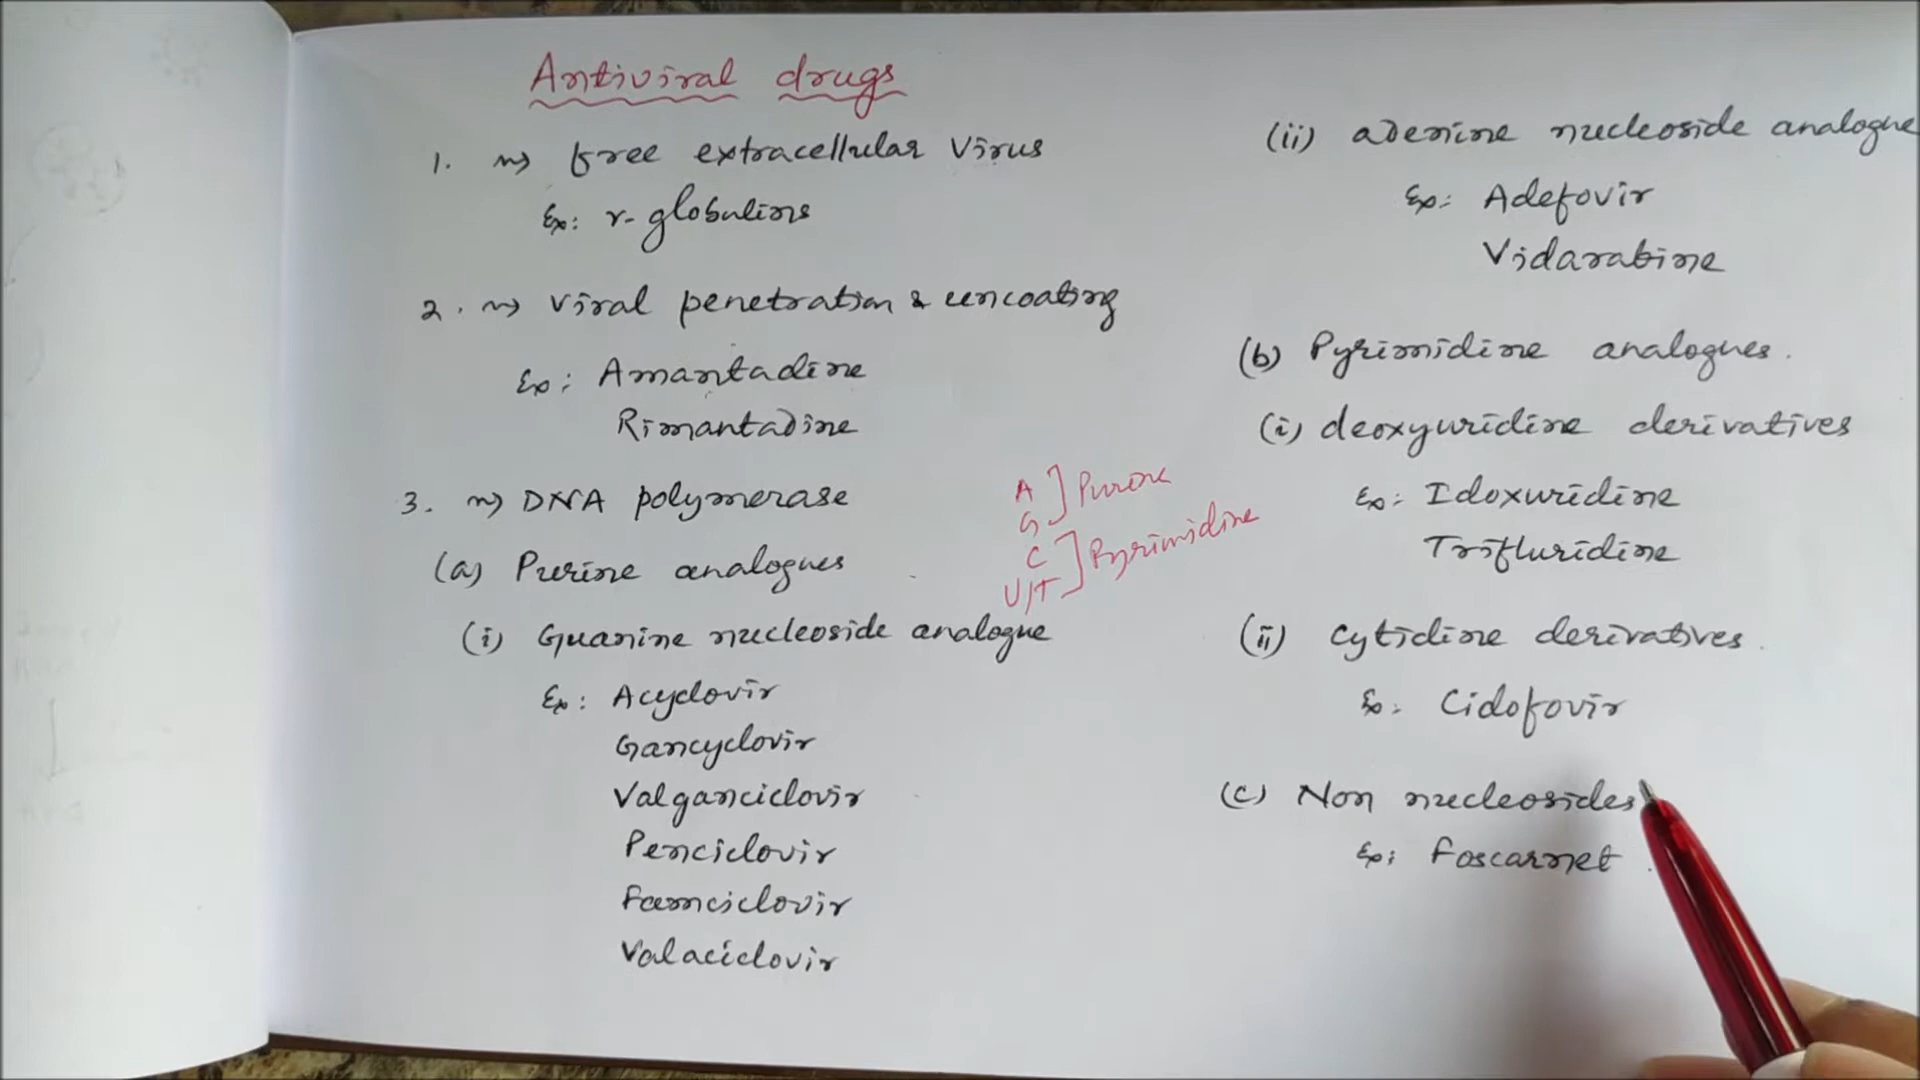 Antiviral drugs
1. ⇝ free extracellular Virus
Ex: γ-globulins
2. ⇝ Viral penetration & uncoating
Ex: Amantadine
Rimantadine
3. ⇝ DNA polymerase
(a) Purine analogues
(i) Guanine nucleoside analogue
Ex: Acyclovir
Gancyclovir
Valganciclovir
Penciclovir
Famciclovir
Valaciclovir
A
G ] Purine
C
U/T ] Pyrimidine
(ii) adenine nucleoside analogue
Ex: Adefovir
Vidarabine
(b) Pyrimidine analogues.
(i) deoxyuridine derivatives
Ex: Idoxuridine
Trifluridine
(ii) Cytidine derivatives.
Ex: Cidofovir
(c) Non nucleosides
Ex: Foscarnet.